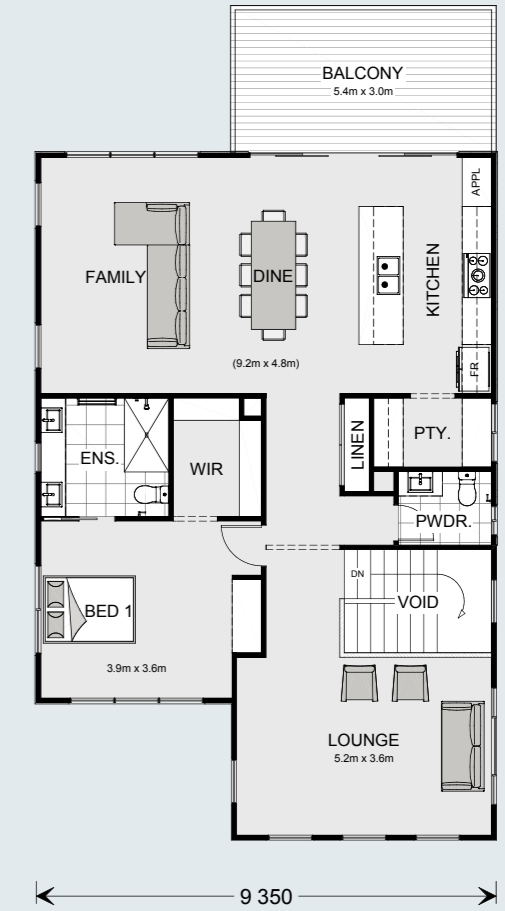 BALCONY
5.4m x 3.0m
APPL
FAMILY
DINE
KITCHEN
(9.2m x 4.8m)
FR
LINEN
PTY.
ENS.
WIR
PWDR.
DN
VOID
BED 1
3.9m x 3.6m
LOUNGE
5.2m x 3.6m
9 350